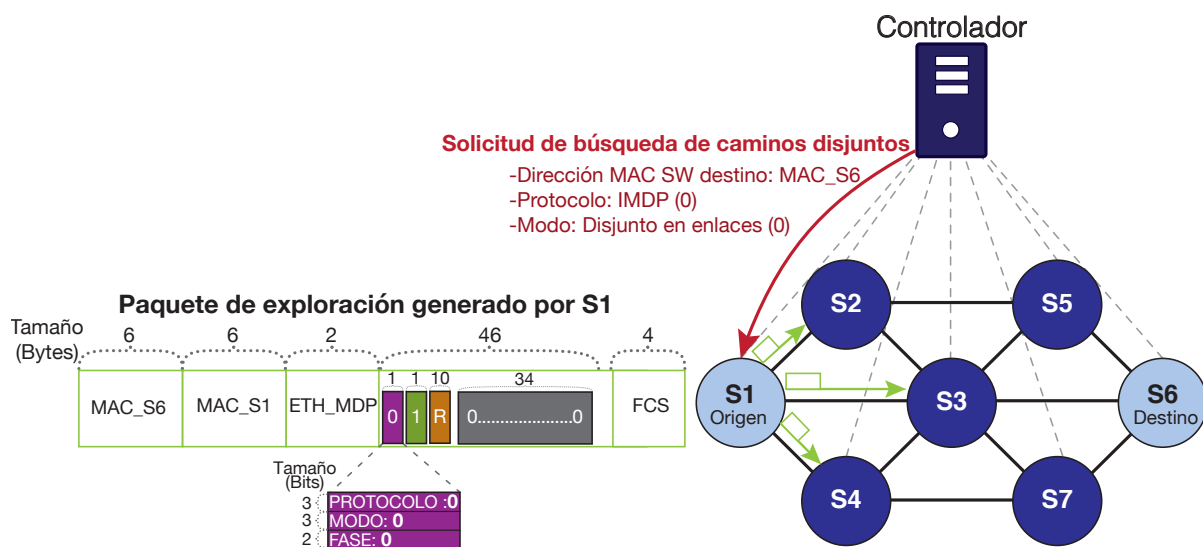 Controlador
Solicitud de búsqueda de caminos disjuntos
-Dirección MAC SW destino: MAC_S6
-Protocolo: IMDP (0)
-Modo: Disjunto en enlaces (0)
Paquete de exploración generado por S1
Tamaño
(Bytes)
6 6 2 46 4
1 1 10 34
MAC_S6 MAC_S1 ETH_MDP 0 1 R 0......................0 FCS
Tamaño
(Bits)
3 PROTOCOLO :0
3 MODO: 0
2 FASE: 0
S2 S5
S1
Origen
S3
S6
Destino
S4 S7